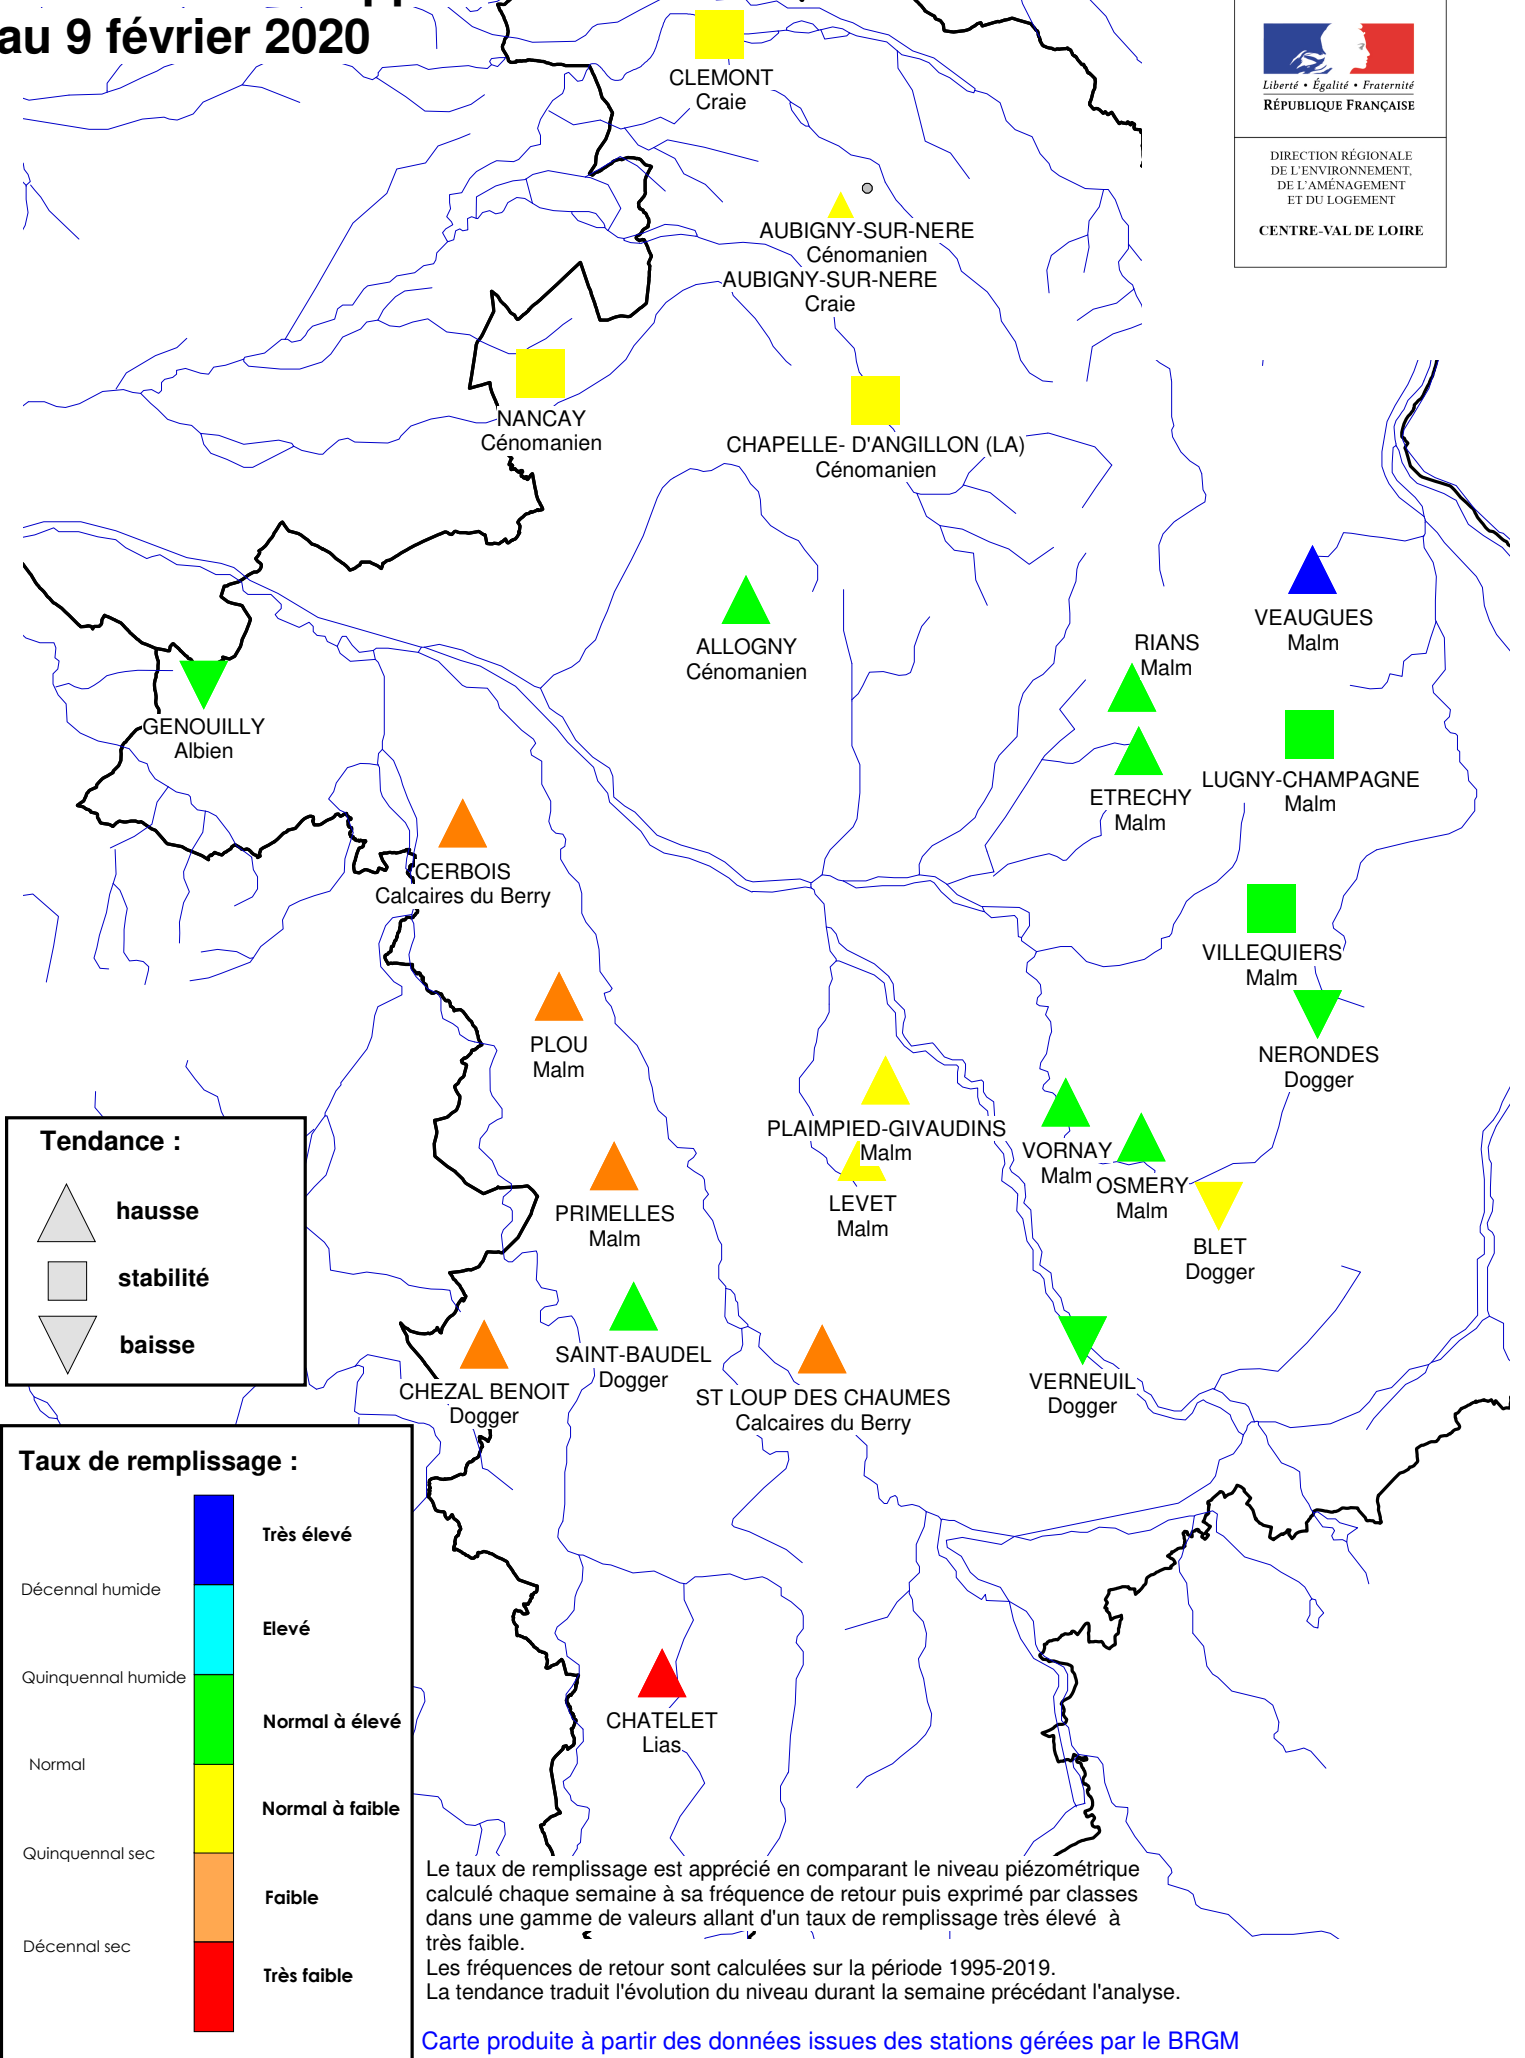 au 9 février 2020
Liberté • Égalité • Fraternité
RÉPUBLIQUE FRANÇAISE
DIRECTION RÉGIONALE
DE L'ENVIRONNEMENT,
DE L'AMÉNAGEMENT
ET DU LOGEMENT
CENTRE-VAL DE LOIRE
CLEMONT
Craie
AUBIGNY-SUR-NERE
Cénomanien
AUBIGNY-SUR-NERE
Craie
NANCAY
Cénomanien
CHAPELLE- D'ANGILLON (LA)
Cénomanien
ALLOGNY
Cénomanien
VEAUGUES
Malm
RIANS
Malm
GENOUILLY
Albien
LUGNY-CHAMPAGNE
Malm
ETRECHY
Malm
CERBOIS
Calcaires du Berry
VILLEQUIERS
Malm
PLOU
Malm
NERONDES
Dogger
PLAIMPIED-GIVAUDINS
Malm
VORNAY
Malm
OSMERY
Malm
LEVET
Malm
PRIMELLES
Malm
BLET
Dogger
SAINT-BAUDEL
Dogger
CHEZAL BENOIT
Dogger
ST LOUP DES CHAUMES
Calcaires du Berry
VERNEUIL
Dogger
CHATELET
Lias
Tendance :
hausse
stabilité
baisse
Taux de remplissage :
Très élevé
Décennal humide
Elevé
Quinquennal humide
Normal à élevé
Normal
Normal à faible
Quinquennal sec
Faible
Décennal sec
Très faible
Le taux de remplissage est apprécié en comparant le niveau piézométrique
calculé chaque semaine à sa fréquence de retour puis exprimé par classes
dans une gamme de valeurs allant d'un taux de remplissage très élevé à
très faible.
Les fréquences de retour sont calculées sur la période 1995-2019.
La tendance traduit l'évolution du niveau durant la semaine précédant l'analyse.
Carte produite à partir des données issues des stations gérées par le BRGM